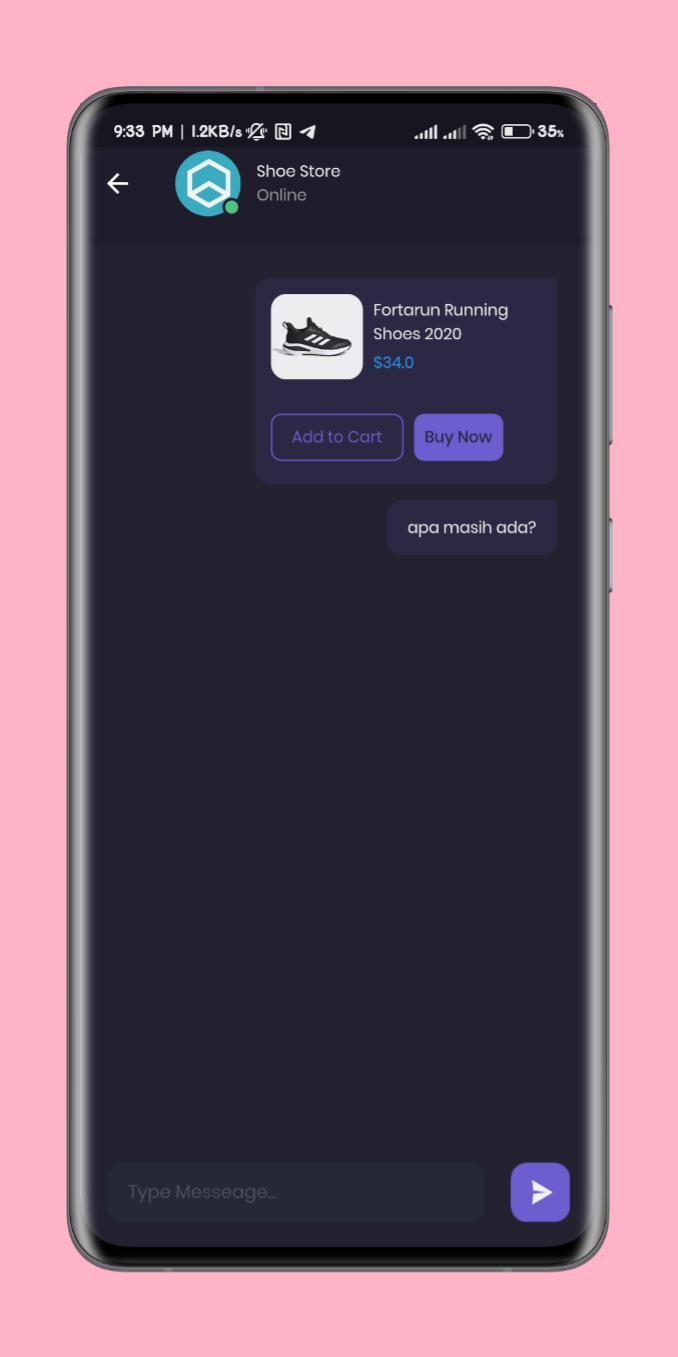 9:33 PM | 1.2KB/s 35%
Shoe Store
Online
Fortarun Running
Shoes 2020
$34.0
Add to Cart Buy Now
apa masih ada?
Type Messeage...